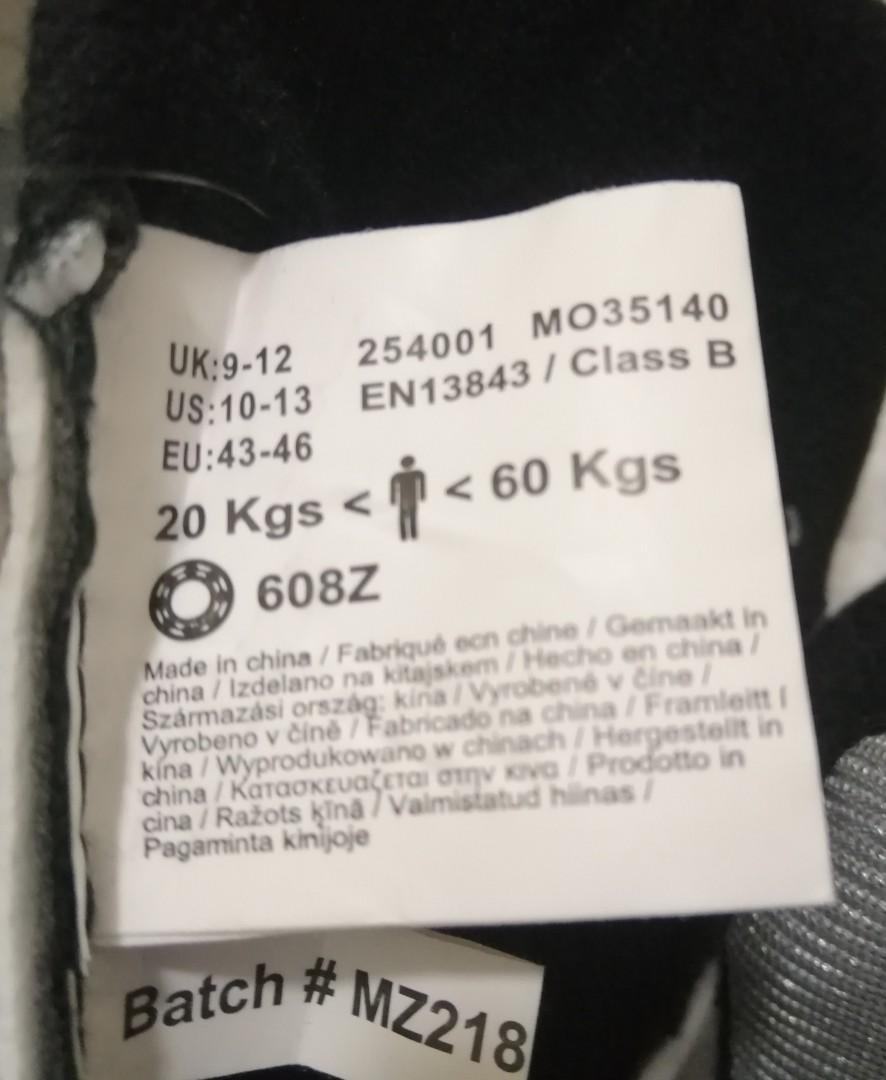 UK:9-12 254001 MO35140
US:10-13 EN13843 / Class B
EU:43-46
20 Kgs < < 60 Kgs
608Z
Made in china / Fabriqué ecn chine / Gemaakt in
china / Izdelano na kitajskem / Hecho en china /
Származási ország: kína / Vyrobené v číne /
Vyrobeno v číně / Fabricado na china / Framleitt í
kína / Wyprodukowano w chinach / Hergestellt in
china / Κατασκευαζεται στην κινα / Prodotto in
cina / Ražots ķīnā / Valmistatud hiinas /
Pagaminta kinijoje
Batch # MZ218